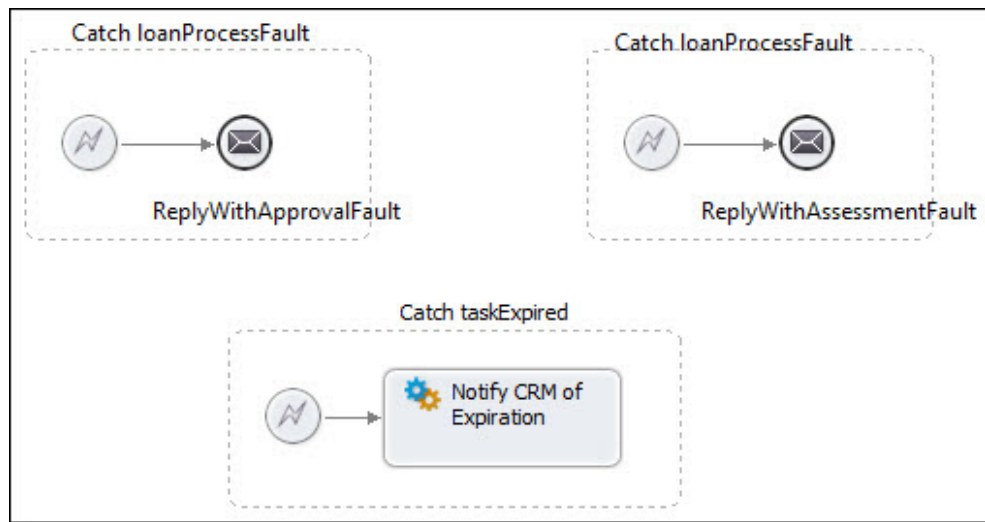 Catch loanProcessFault
Catch loanProcessFault
ReplyWithApprovalFault
ReplyWithAssessmentFault
Catch taskExpired
Notify CRM of
Expiration